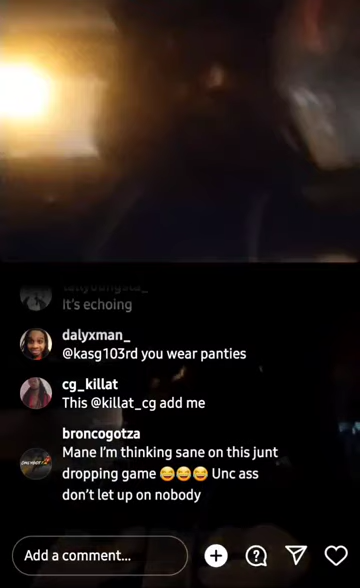 It's echoing
dalyxman_
@kasg103rd you wear panties
cg_killat
This @killat_cg add me
broncogotza
Mane I'm thinking sane on this junt
dropping game 😅😅😅 Unc ass
don't let up on nobody
Add a comment...